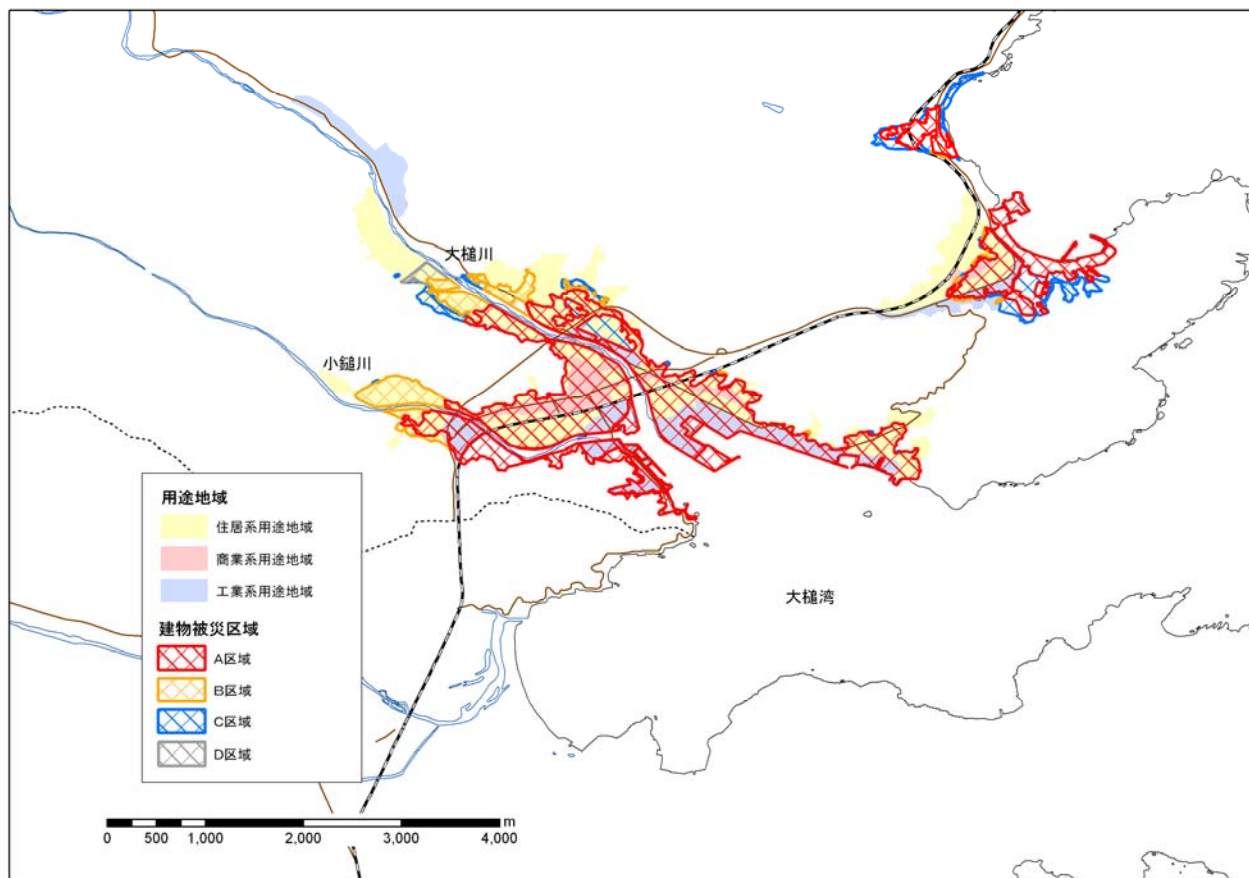 大槌川
小鎚川
大槌湾
用途地域
住居系用途地域
商業系用途地域
工業系用途地域
建物被災区域
A区域
B区域
C区域
D区域
m
0 500 1,000 2,000 3,000 4,000